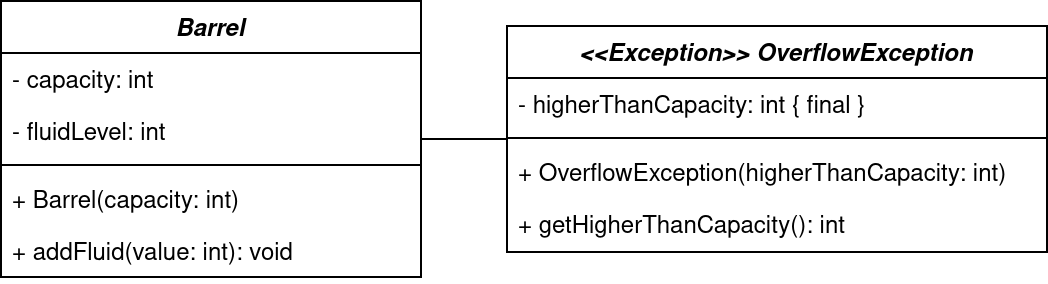 Barrel
- capacity: int
- fluidLevel: int
+ Barrel(capacity: int)
+ addFluid(value: int): void
<<Exception>> OverflowException
- higherThanCapacity: int { final }
+ OverflowException(higherThanCapacity: int)
+ getHigherThanCapacity(): int